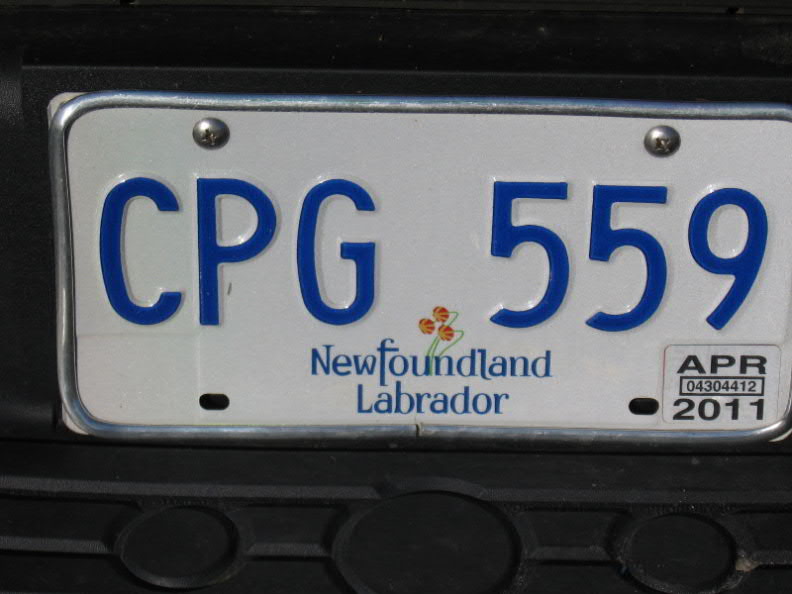 CPG 559
Newfoundland
Labrador
APR
04304412
2011